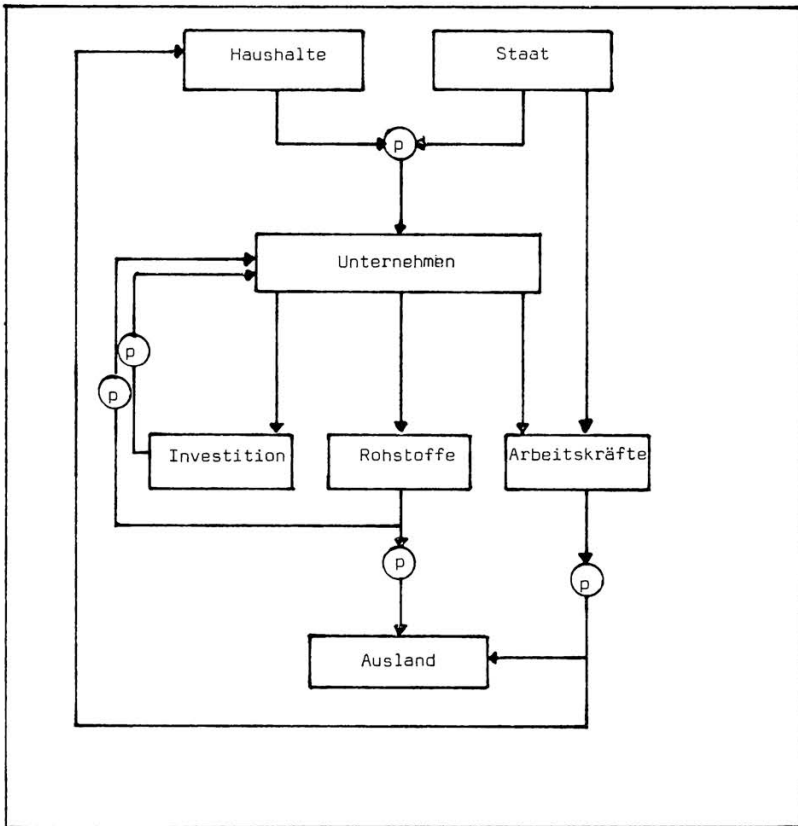 Haushalte
Staat
p
Unternehmen
p
p
Investition
Rohstoffe
Arbeitskräfte
p
p
Ausland